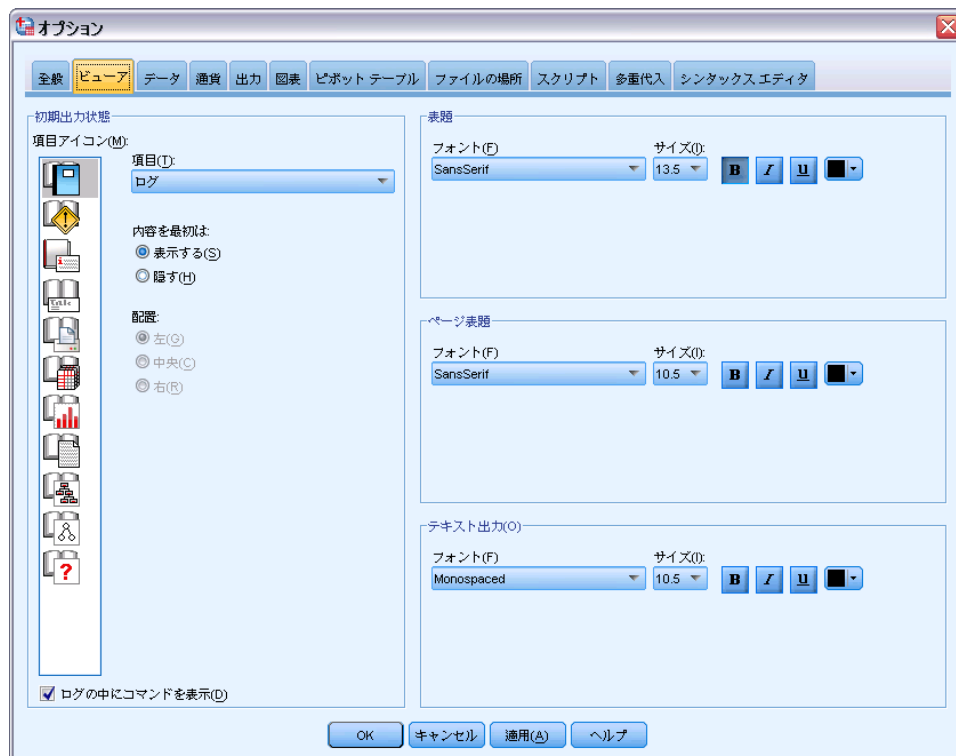 オプション
全般 ビューア データ 通貨 出力 図表 ピボット テーブル ファイルの場所 スクリプト 多重代入 シンタックス エディタ
初期出力状態
項目アイコン(M):
項目(T):
ログ
内容を最初は:
表示する(S)
隠す(H)
配置:
左(G)
中央(C)
右(R)
Title
ログの中にコマンドを表示(D)
表題
フォント(F) サイズ(I):
SansSerif 13.5 B I U
ページ表題
フォント(F) サイズ(I):
SansSerif 10.5 B I U
テキスト出力(O)
フォント(F) サイズ(I):
Monospaced 10.5 B I U
OK キャンセル 適用(A) ヘルプ